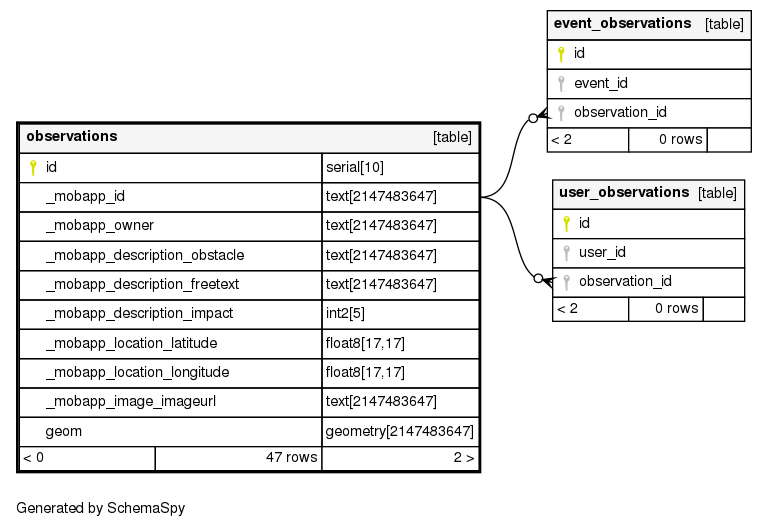 event_observations [table]
id
event_id
observation_id
< 2 0 rows
observations [table]
id serial[10]
_mobapp_id text[2147483647]
_mobapp_owner text[2147483647]
_mobapp_description_obstacle text[2147483647]
_mobapp_description_freetext text[2147483647]
_mobapp_description_impact int2[5]
_mobapp_location_latitude float8[17,17]
_mobapp_location_longitude float8[17,17]
_mobapp_image_imageurl text[2147483647]
geom geometry[2147483647]
< 0 47 rows 2 >
user_observations [table]
id
user_id
observation_id
< 2 0 rows
Generated by SchemaSpy